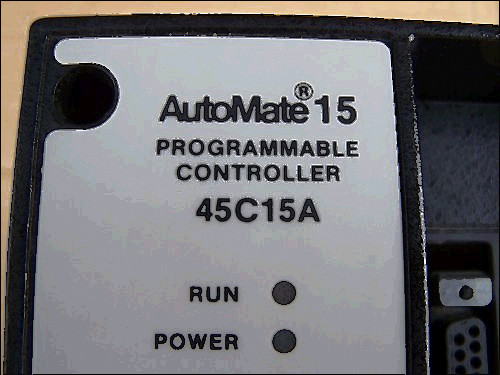 AutoMate® 15
PROGRAMMABLE
CONTROLLER
45C15A
RUN
POWER